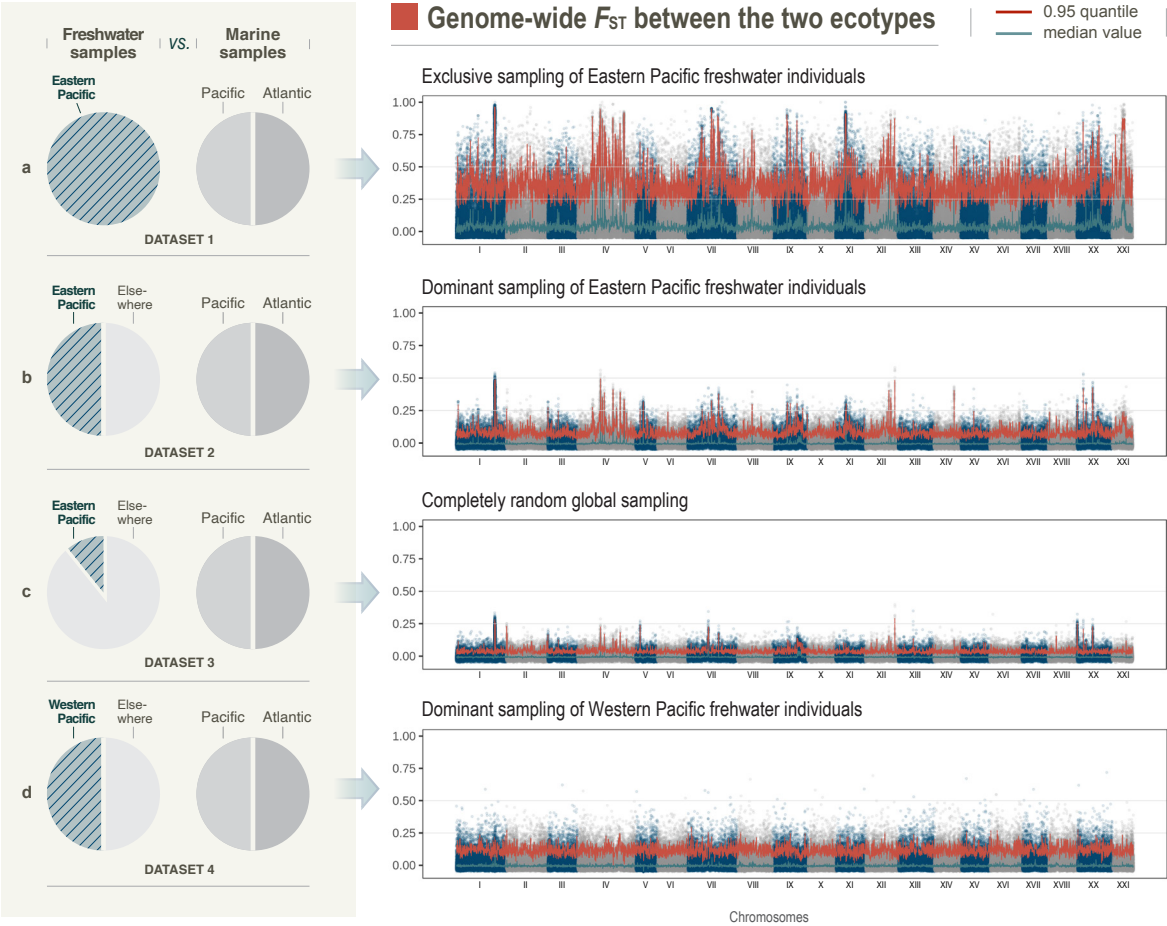 Freshwater samples
VS.
Marine samples
Genome-wide FST between the two ecotypes
0.95 quantile
median value
Eastern Pacific
Pacific
Atlantic
a
DATASET 1
Exclusive sampling of Eastern Pacific freshwater individuals
1.00
0.75
0.50
0.25
0.00
I II III IV V VI VII VIII IX X XI XII XIII XIV XV XVI XVII XVIII XX XXI
Eastern Pacific
Else-where
Pacific
Atlantic
b
DATASET 2
Dominant sampling of Eastern Pacific freshwater individuals
1.00
0.75
0.50
0.25
0.00
I II III IV V VI VII VIII IX X XI XII XIII XIV XV XVI XVII XVIII XX XXI
Eastern Pacific
Else-where
Pacific
Atlantic
c
DATASET 3
Completely random global sampling
1.00
0.75
0.50
0.25
0.00
I II III IV V VI VII VIII IX X XI XII XIII XIV XV XVI XVII XVIII XX XXI
Western Pacific
Else-where
Pacific
Atlantic
d
DATASET 4
Dominant sampling of Western Pacific frehwater individuals
1.00
0.75
0.50
0.25
0.00
I II III IV V VI VII VIII IX X XI XII XIII XIV XV XVI XVII XVIII XX XXI
Chromosomes